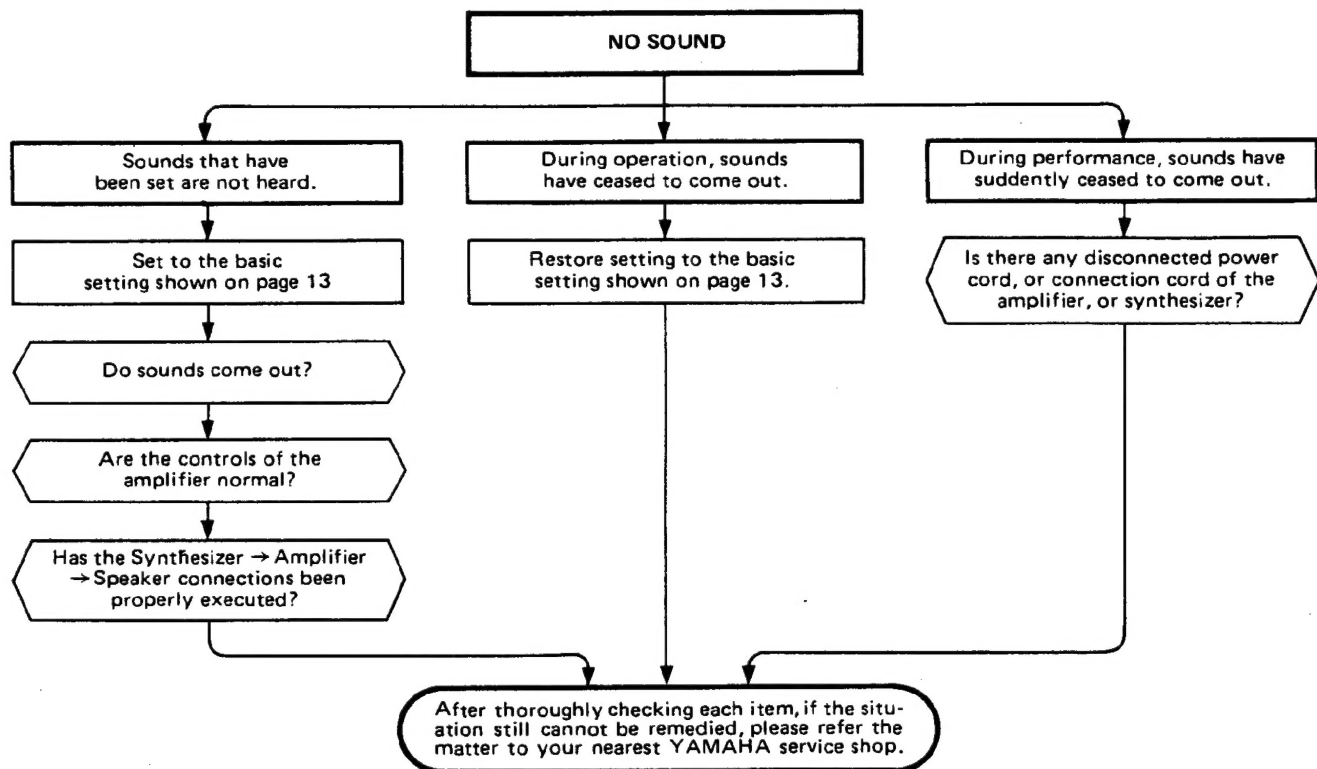 NO SOUND
Sounds that have
been set are not heard.
During operation, sounds
have ceased to come out.
During performance, sounds have
suddenly ceased to come out.
Set to the basic
setting shown on page 13
Restore setting to the basic
setting shown on page 13.
Is there any disconnected power
cord, or connection cord of the
amplifier, or synthesizer?
Do sounds come out?
Are the controls of the
amplifier normal?
Has the Synthesizer → Amplifier
→ Speaker connections been
properly executed?
After thoroughly checking each item, if the situ-
ation still cannot be remedied, please refer the
matter to your nearest YAMAHA service shop.